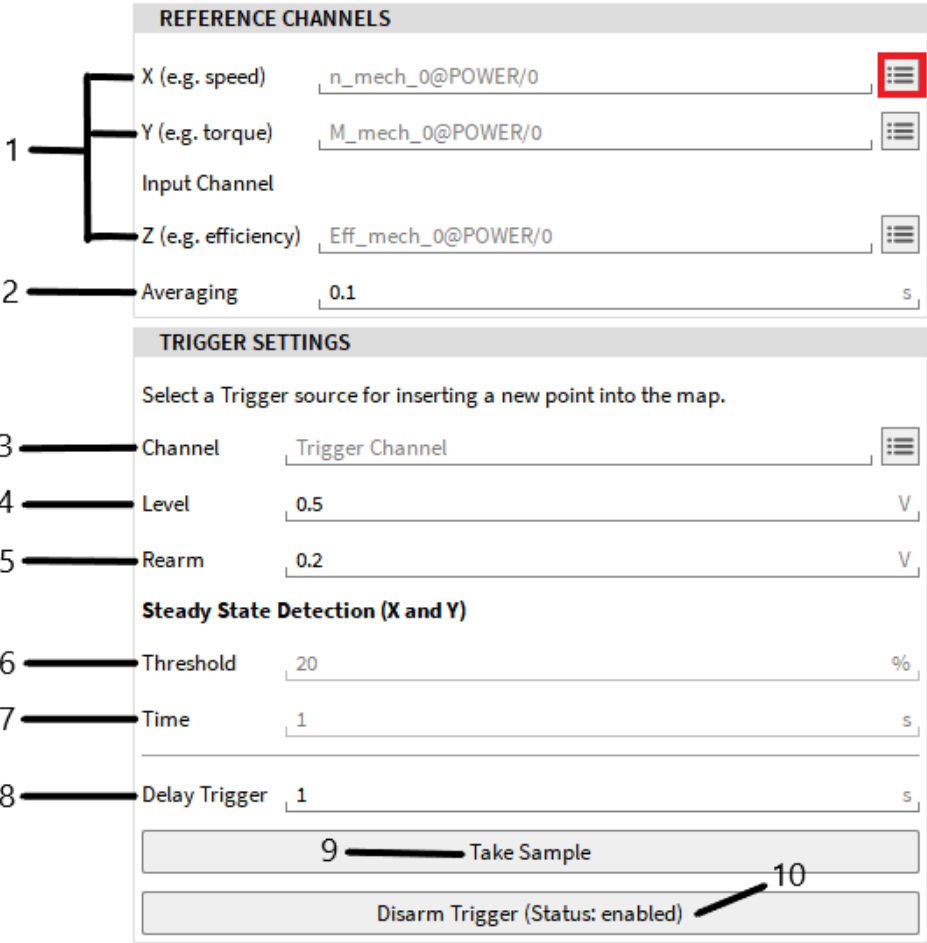 REFERENCE CHANNELS
X (e.g. speed) n_mech_0@POWER/0
1 Y (e.g. torque) M_mech_0@POWER/0
Input Channel
Z (e.g. efficiency) Eff_mech_0@POWER/0
2 Averaging 0.1 s
TRIGGER SETTINGS
Select a Trigger source for inserting a new point into the map.
3 Channel Trigger Channel
4 Level 0.5 V
5 Rearm 0.2 V
Steady State Detection (X and Y)
6 Threshold 20 %
7 Time 1 s
8 Delay Trigger 1 s
9 Take Sample
10
Disarm Trigger (Status: enabled)